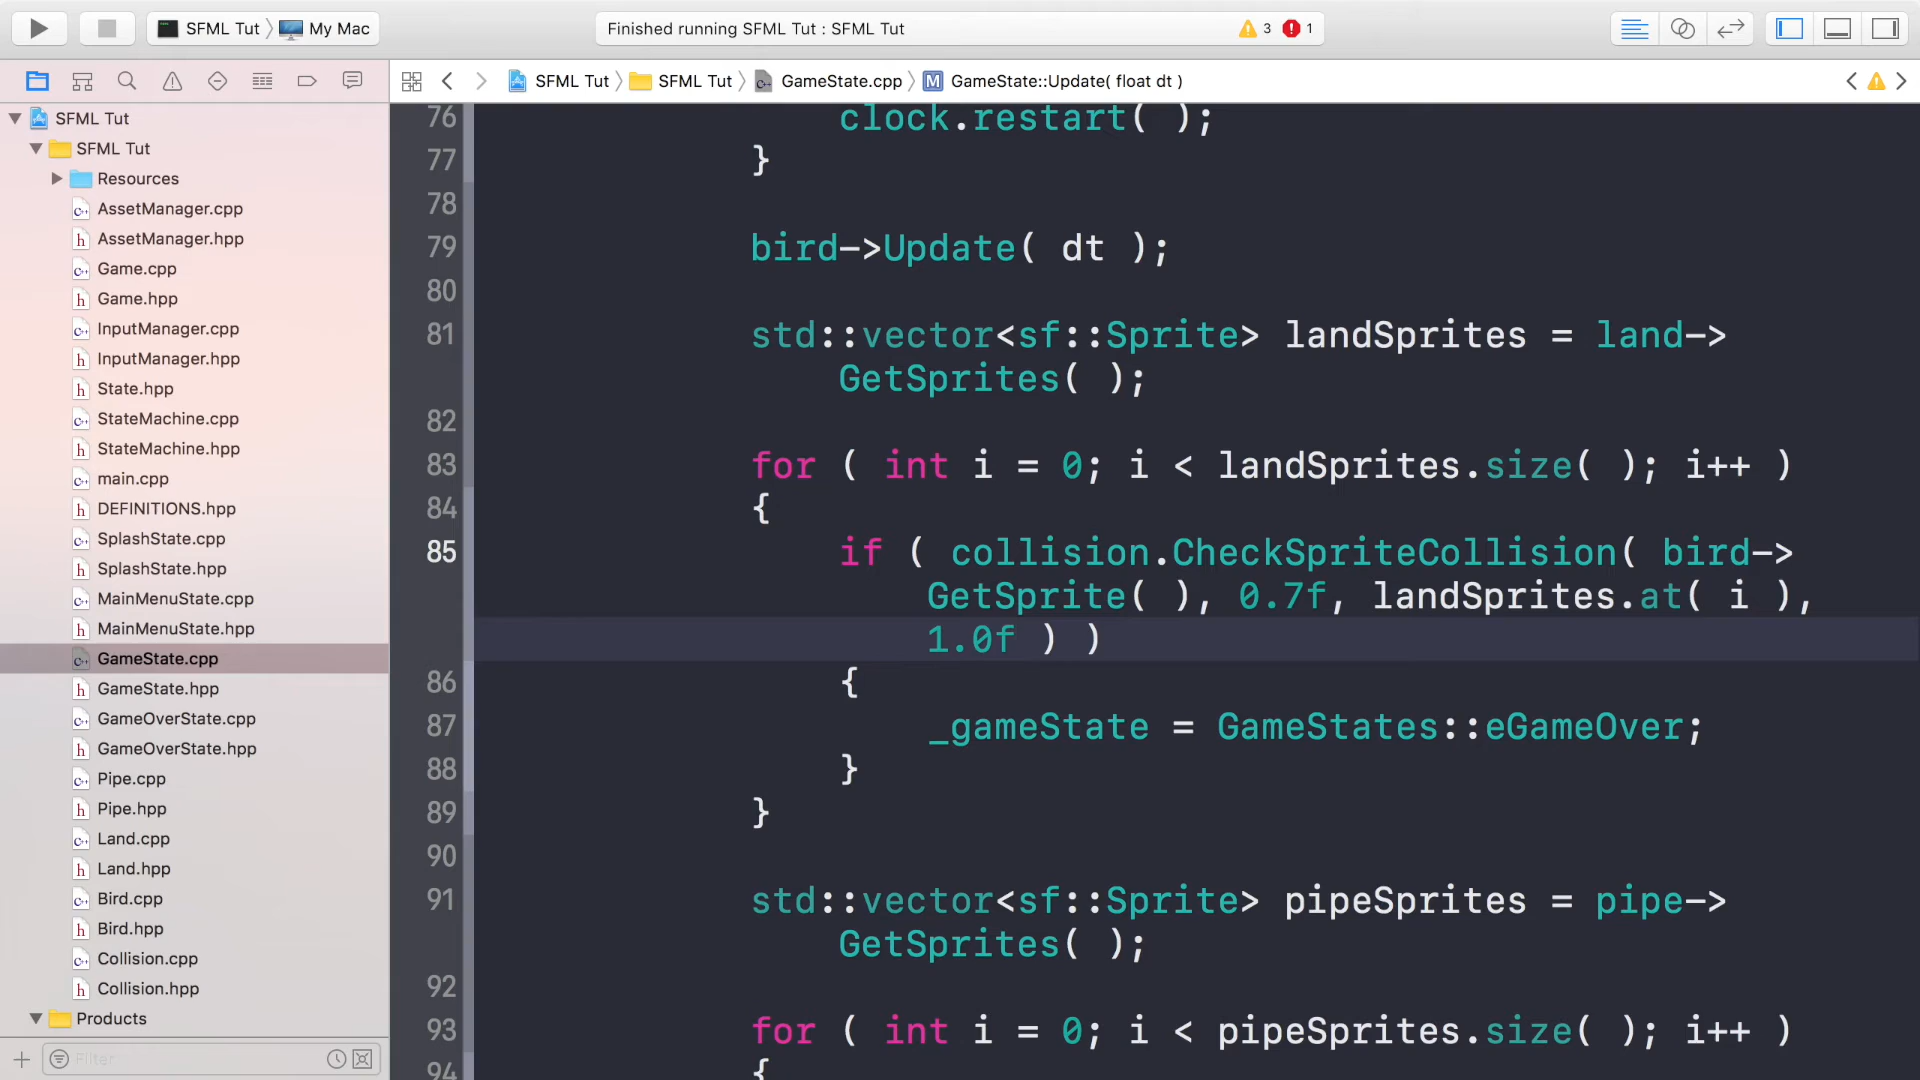 SFML Tut My Mac Finished running SFML Tut : SFML Tut 3 1
SFML Tut SFML Tut GameState.cpp M GameState::Update( float dt )
SFML Tut
SFML Tut
Resources
AssetManager.cpp
AssetManager.hpp
Game.cpp
Game.hpp
InputManager.cpp
InputManager.hpp
State.hpp
StateMachine.cpp
StateMachine.hpp
main.cpp
DEFINITIONS.hpp
SplashState.cpp
SplashState.hpp
MainMenuState.cpp
MainMenuState.hpp
GameState.cpp
GameState.hpp
GameOverState.cpp
GameOverState.hpp
Pipe.cpp
Pipe.hpp
Land.cpp
Land.hpp
Bird.cpp
Bird.hpp
Collision.cpp
Collision.hpp
Products
Filter
76 clock.restart( );
77 }
78
79 bird->Update( dt );
80
81 std::vector<sf::Sprite> landSprites = land->
GetSprites( );
82
83 for ( int i = 0; i < landSprites.size( ); i++ )
84 {
85 if ( collision.CheckSpriteCollision( bird->
GetSprite( ), 0.7f, landSprites.at( i ),
1.0f ) )
86 {
87 _gameState = GameStates::eGameOver;
88 }
89 }
90
91 std::vector<sf::Sprite> pipeSprites = pipe->
GetSprites( );
92
93 for ( int i = 0; i < pipeSprites.size( ); i++ )
94 {